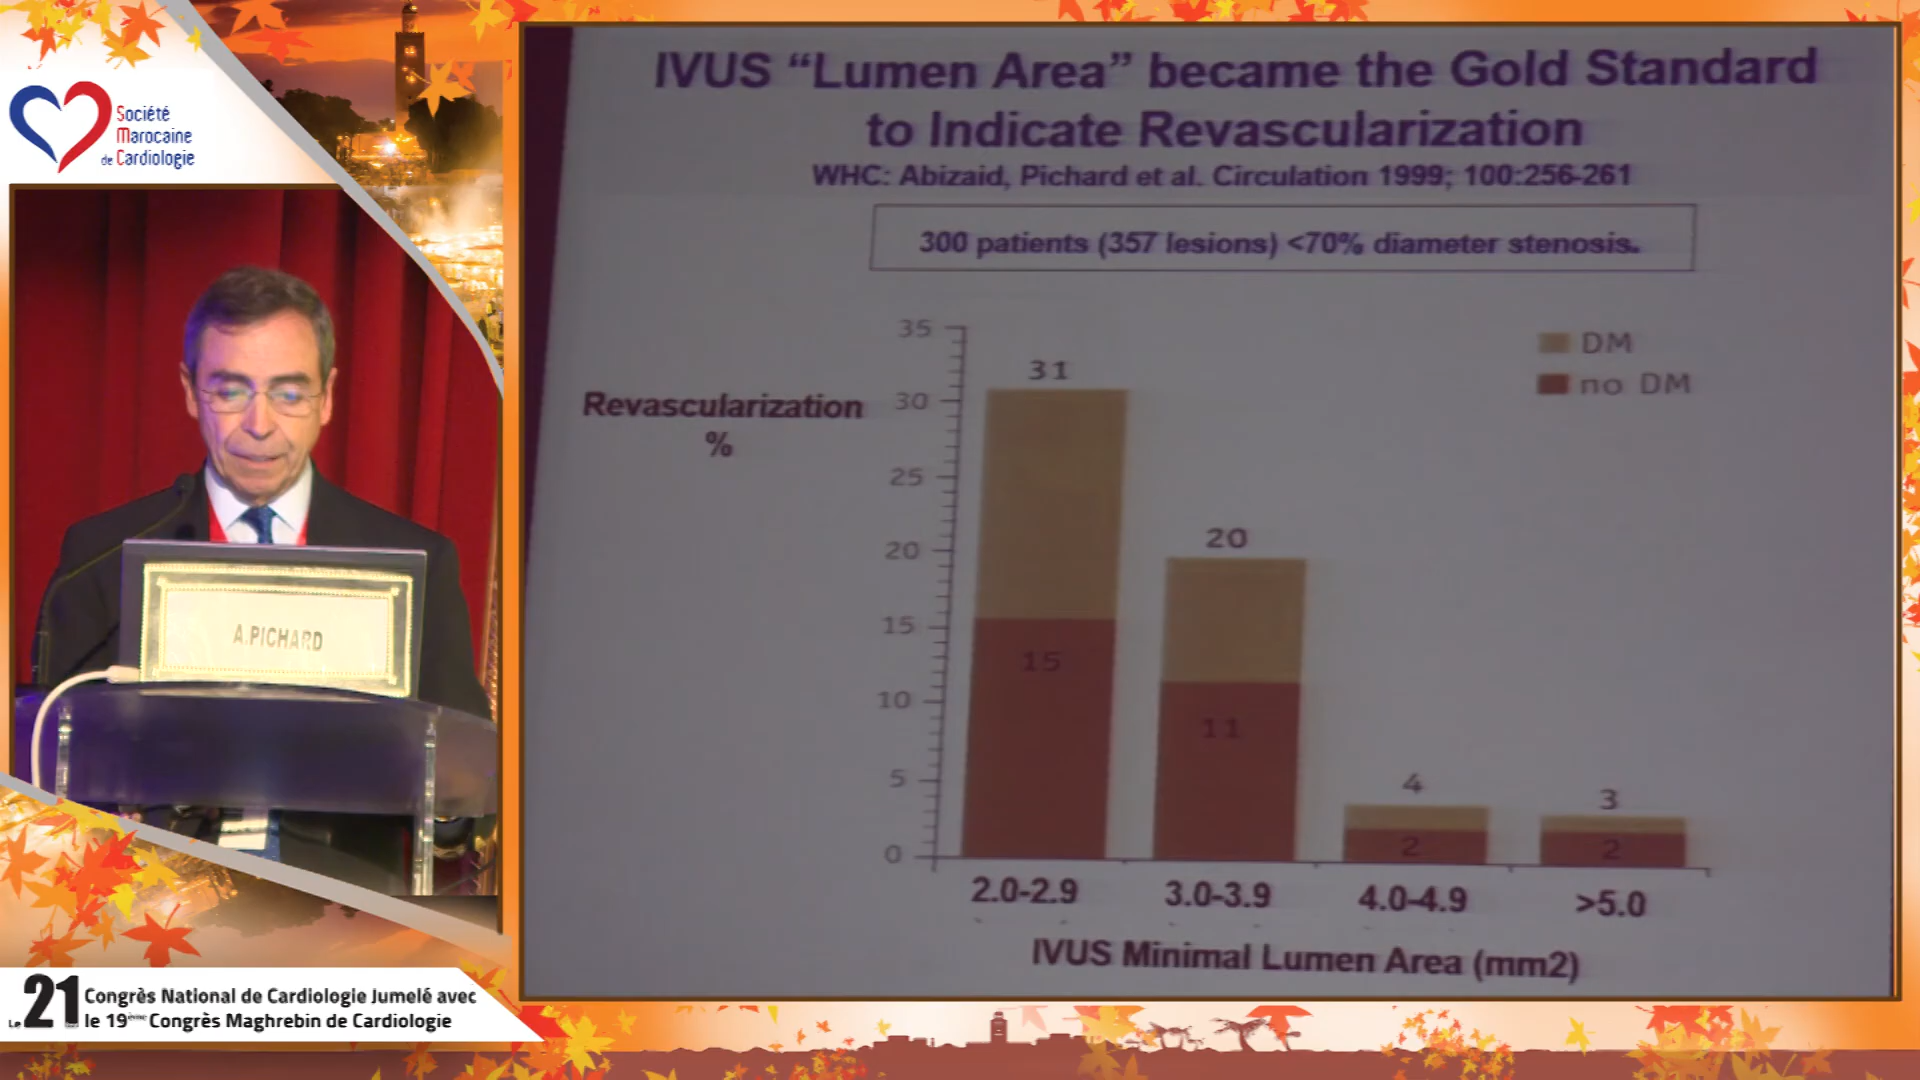 Société
Marocaine
de Cardiologie
A.PICHARD
Le 21 Congrès National de Cardiologie Jumelé avec
le 19ème Congrès Maghrebin de Cardiologie
IVUS “Lumen Area” became the Gold Standard
to Indicate Revascularization
WHC: Abizaid, Pichard et al. Circulation 1999; 100:256-261
300 patients (357 lesions) <70% diameter stenosis.
DM
no DM
Revascularization
%
35
30
25
20
15
10
5
0
31
15
20
11
4
2
3
2
2.0-2.9
3.0-3.9
4.0-4.9
>5.0
IVUS Minimal Lumen Area (mm2)